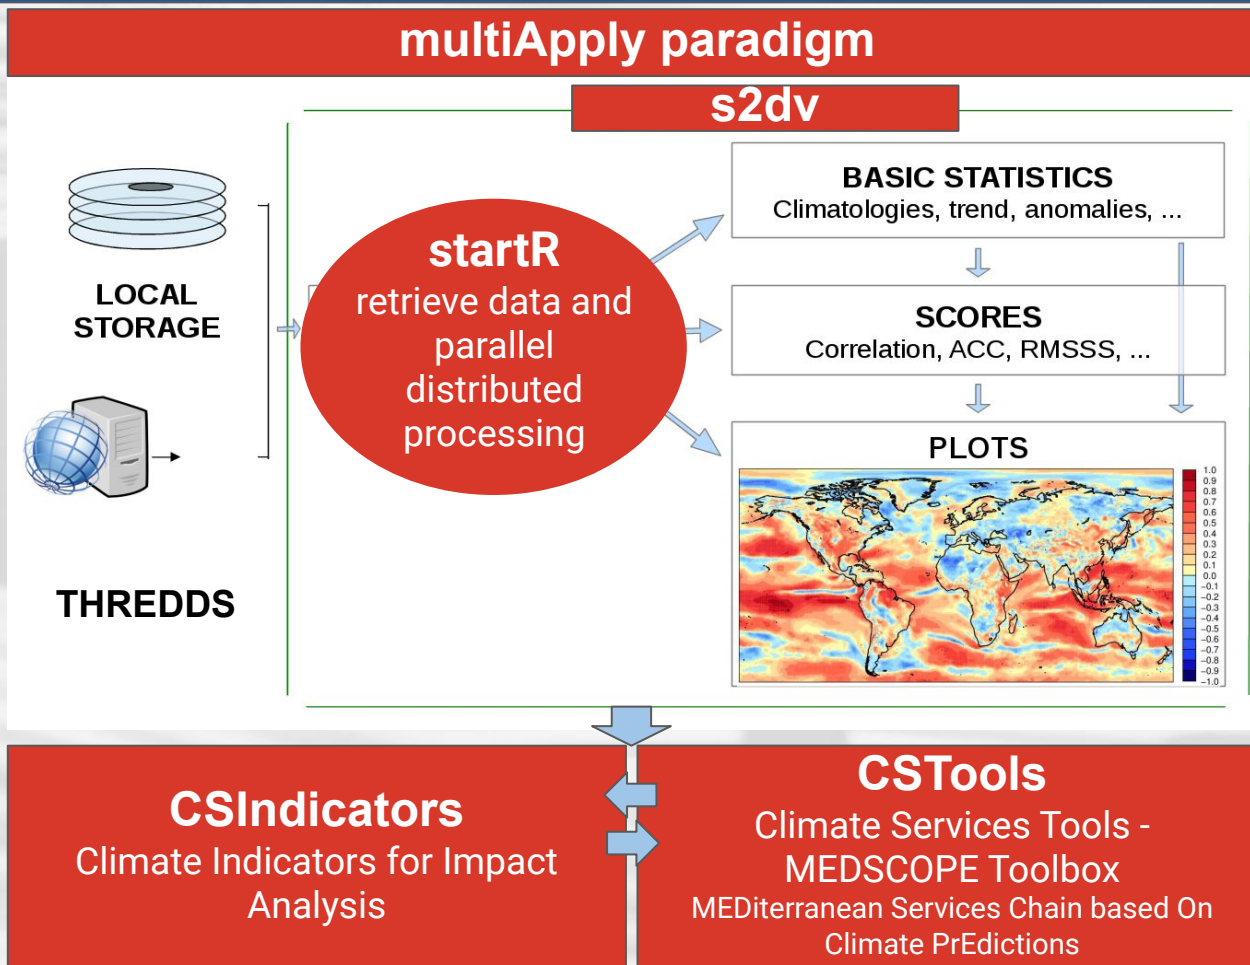 multiApply paradigm
s2dv
BASIC STATISTICS
Climatologies, trend, anomalies, ...
LOCAL
STORAGE
startR
retrieve data and
parallel
distributed
processing
SCORES
Correlation, ACC, RMSSS, ...
THREDDS
PLOTS
1.0
0.9
0.8
0.7
0.6
0.5
0.4
0.3
0.2
0.1
0.0
-0.1
-0.2
-0.3
-0.4
-0.5
-0.6
-0.7
-0.8
-0.9
-1.0
CSIndicators
Climate Indicators for Impact
Analysis
CSTools
Climate Services Tools -
MEDSCOPE Toolbox
MEDiterranean Services Chain based On
Climate PrEdictions